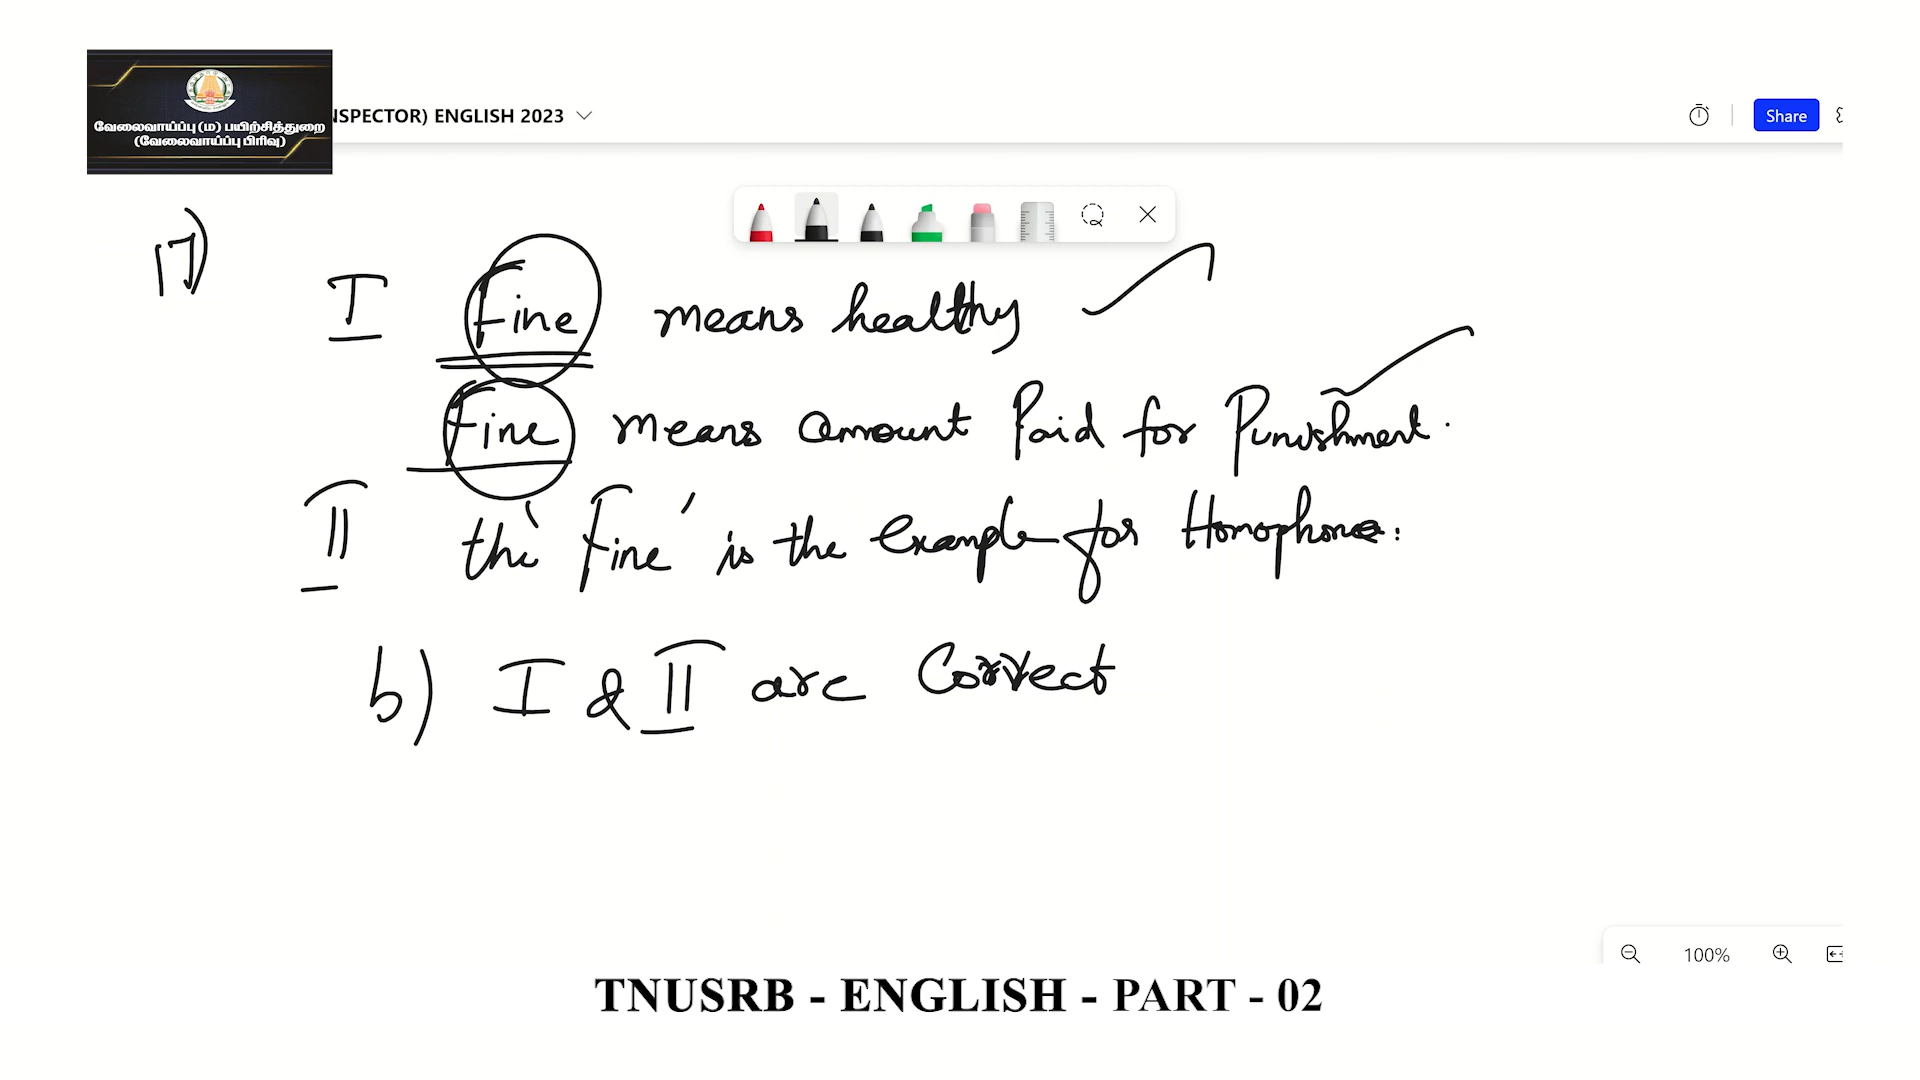 வேலைவாய்ப்பு (ம) பயிற்சித்துறை
(வேலைவாய்ப்பு பிரிவு)
NSPECTOR) ENGLISH 2023
Share
17)
I Fine means healthy
Fine means amount Paid for Punishment.
II the 'Fine' is the example for Homophone.
b) I & II are Correct
100%
TNUSRB - ENGLISH - PART - 02